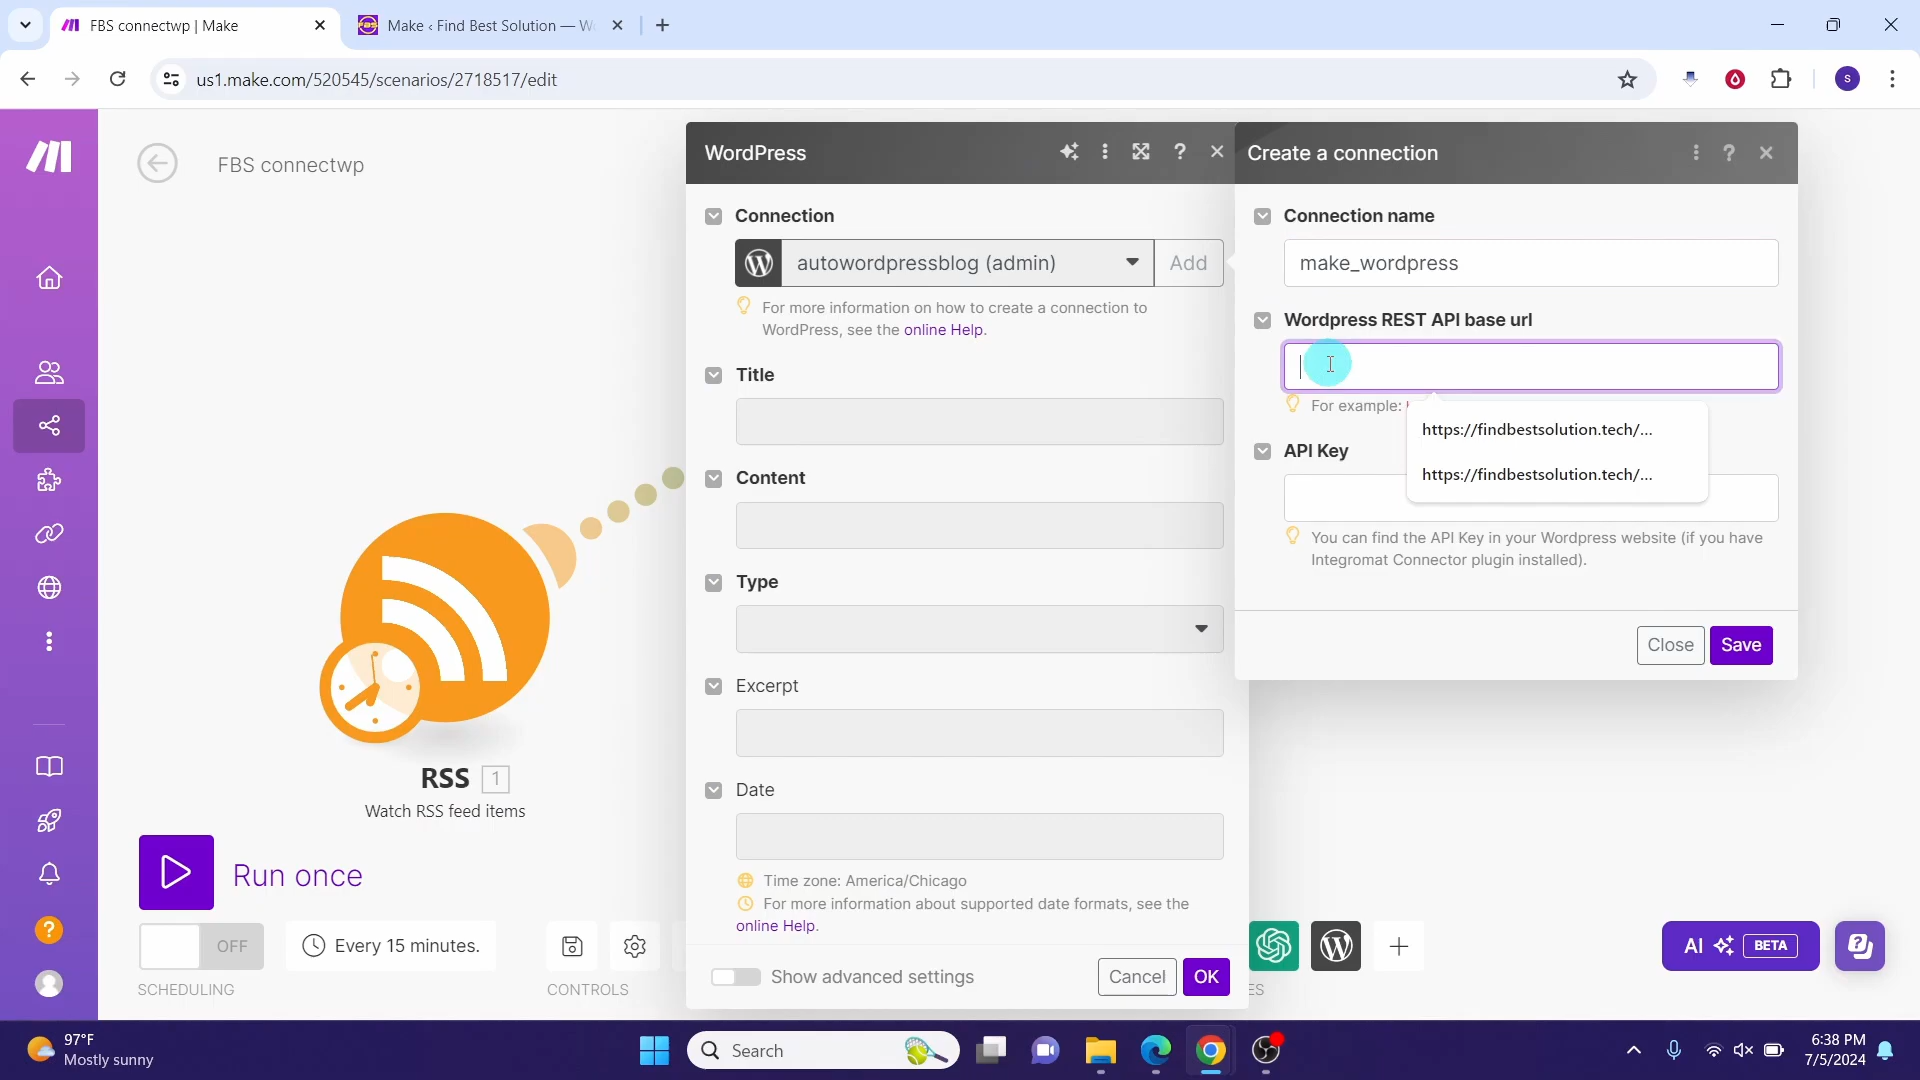 FBS connectwp | Make
Make ‹ Find Best Solution — W
us1.make.com/520545/scenarios/2718517/edit
S
FBS connectwp
WordPress
Connection
autowordpressblog (admin)
Add
For more information on how to create a connection to
WordPress, see the online Help.
Title
Content
Type
Excerpt
Date
Time zone: America/Chicago
For more information about supported date formats, see the
online Help.
Show advanced settings
Cancel
OK
Create a connection
Connection name
make_wordpress
Wordpress REST API base url
For example:
https://findbestsolution.tech/...
https://findbestsolution.tech/...
API Key
You can find the API Key in your Wordpress website (if you have
Integromat Connector plugin installed).
Close
Save
RSS 1
Watch RSS feed items
Run once
OFF
Every 15 minutes.
SCHEDULING
CONTROLS
ES
AI
BETA
97°F
Mostly sunny
Search
6:38 PM
7/5/2024